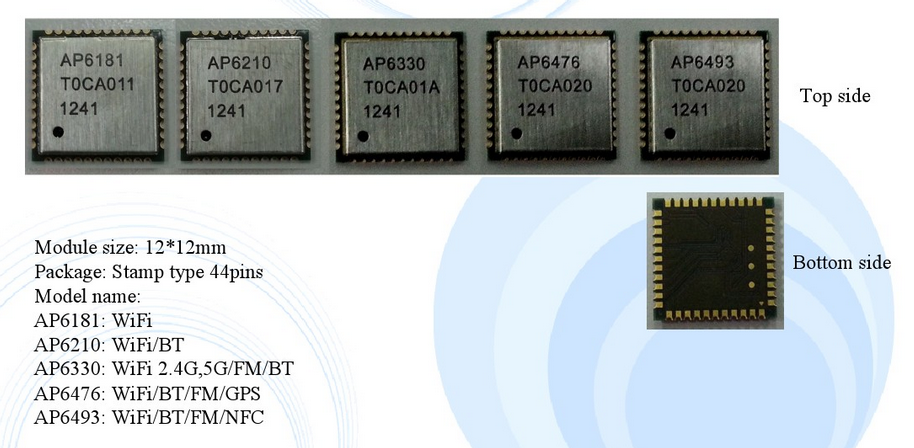 AP6181
T0CA011
1241
AP6210
T0CA017
1241
AP6330
T0CA01A
1241
AP6476
T0CA020
1241
AP6493
T0CA020
1241
Top side
Bottom side
Module size: 12*12mm
Package: Stamp type 44pins
Model name:
AP6181: WiFi
AP6210: WiFi/BT
AP6330: WiFi 2.4G,5G/FM/BT
AP6476: WiFi/BT/FM/GPS
AP6493: WiFi/BT/FM/NFC